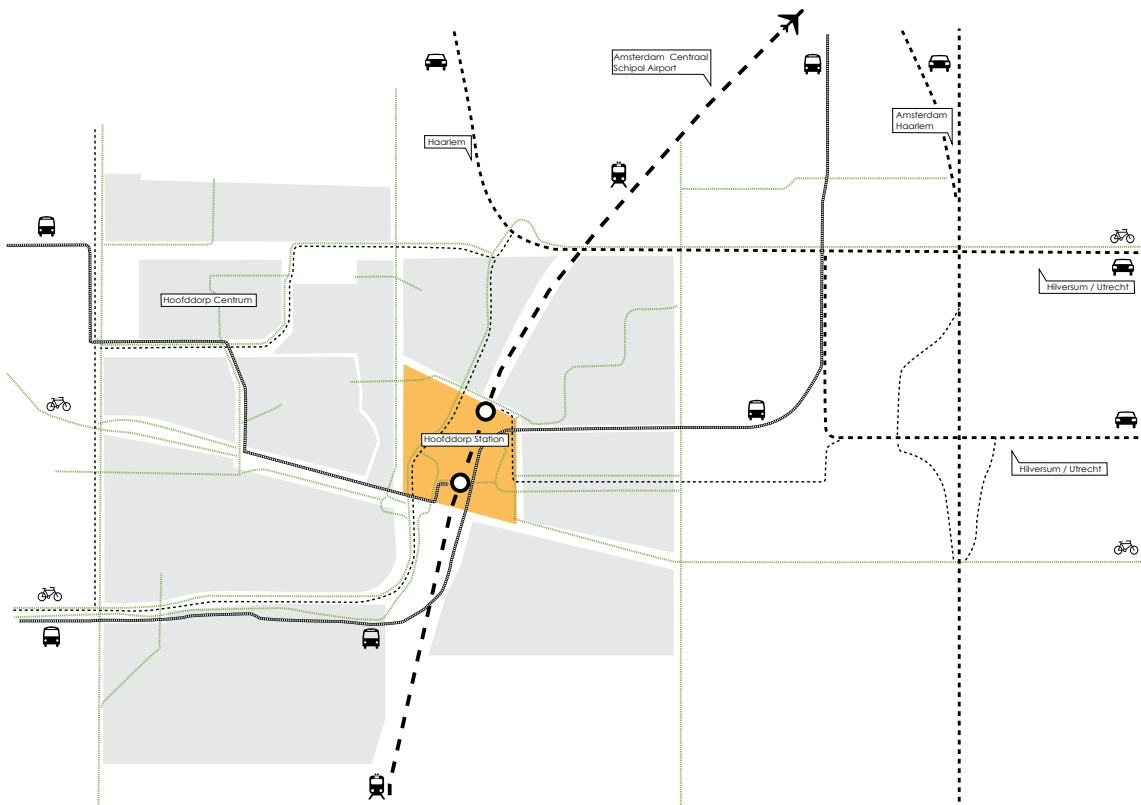 Amsterdam Centraal
Schipol Airport
Amsterdam
Haarlem
Haarlem
Hilversum / Utrecht
Hoofddorp Centrum
Hoofddorp Station
Hilversum / Utrecht